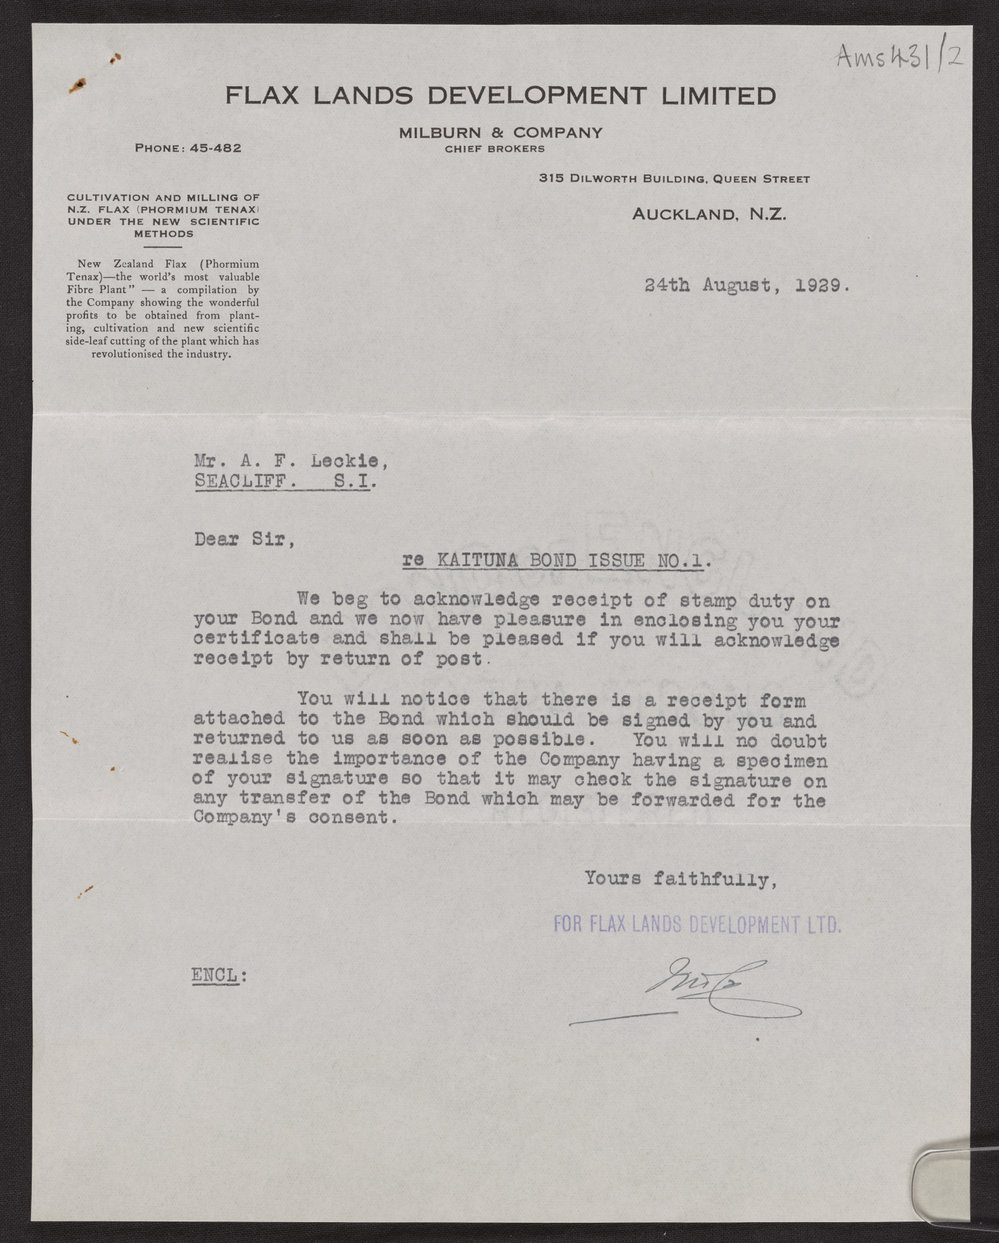 Ams 431/2
FLAX LANDS DEVELOPMENT LIMITED
MILBURN & COMPANY
CHIEF BROKERS
PHONE: 45-482
315 DILWORTH BUILDING, QUEEN STREET
AUCKLAND, N.Z.
CULTIVATION AND MILLING OF
N.Z. FLAX (PHORMIUM TENAX)
UNDER THE NEW SCIENTIFIC
METHODS
New Zealand Flax (Phormium
Tenax)—the world's most valuable
Fibre Plant" — a compilation by
the Company showing the wonderful
profits to be obtained from plant-
ing, cultivation and new scientific
side-leaf cutting of the plant which has
revolutionised the industry.
24th August, 1929.
Mr. A. F. Leckie,
SEACLIFF. S.I.
Dear Sir,
re KAITUNA BOND ISSUE NO.1.
We beg to acknowledge receipt of stamp duty on
your Bond and we now have pleasure in enclosing you your
certificate and shall be pleased if you will acknowledge
receipt by return of post.
You will notice that there is a receipt form
attached to the Bond which should be signed by you and
returned to us as soon as possible. You will no doubt
realise the importance of the Company having a specimen
of your signature so that it may check the signature on
any transfer of the Bond which may be forwarded for the
Company's consent.
Yours faithfully,
FOR FLAX LANDS DEVELOPMENT LTD.
ENCL: